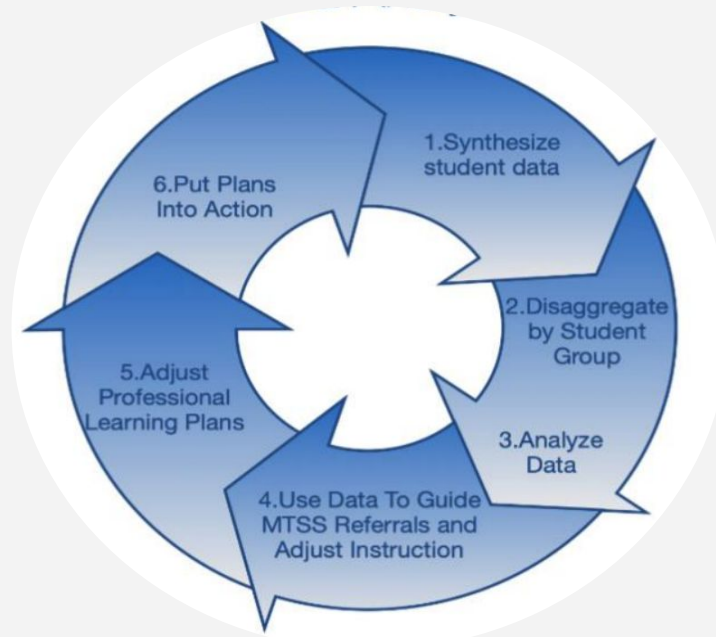 1.Synthesize
student data
2.Disaggregate
by Student
Group
3.Analyze
Data
4.Use Data To Guide
MTSS Referrals and
Adjust Instruction
5.Adjust
Professional
Learning Plans
6.Put Plans
Into Action